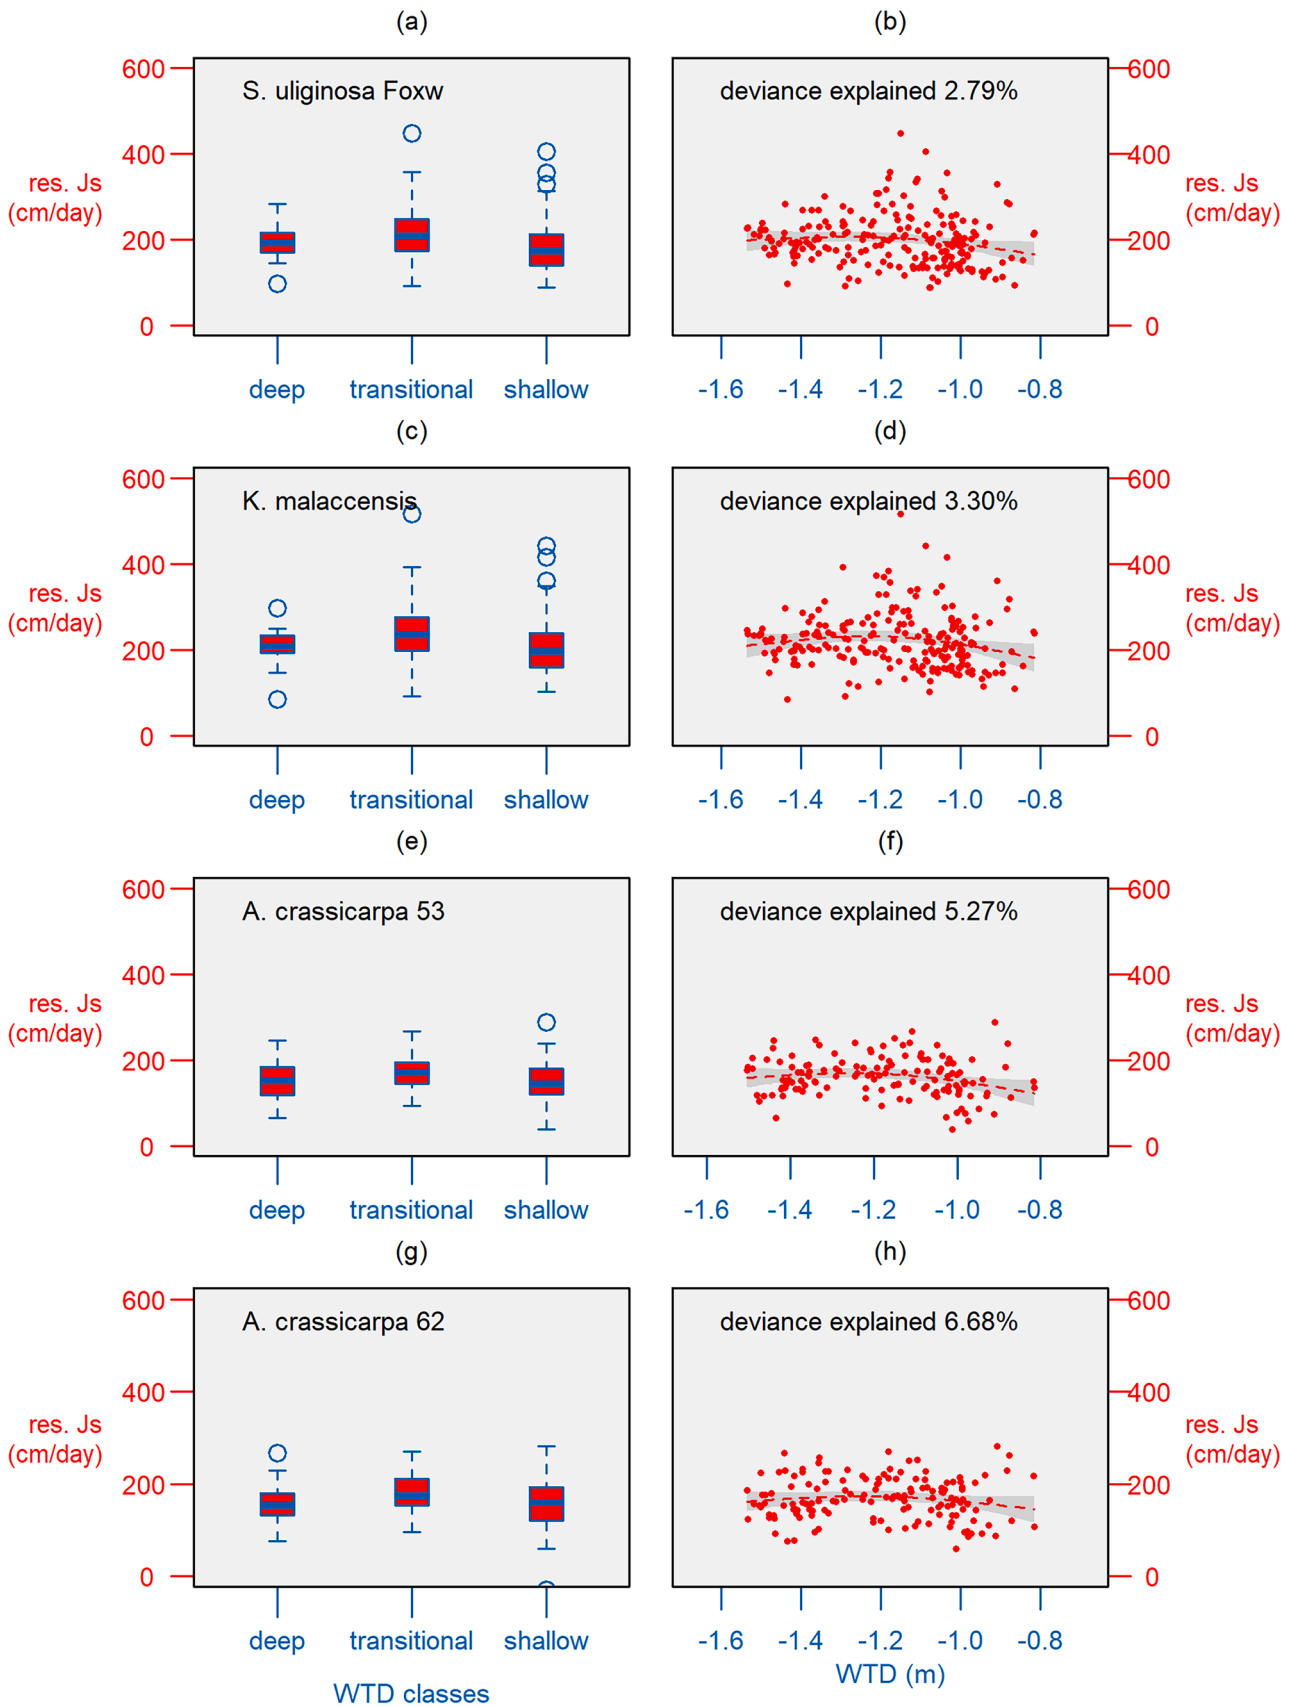 (a)
(b)
600
400
200
0
res. Js
(cm/day)
S. uliginosa Foxw
deep transitional shallow
deviance explained 2.79%
600
400
200
0
res. Js
(cm/day)
-1.6 -1.4 -1.2 -1.0 -0.8
(c)
(d)
600
400
200
0
res. Js
(cm/day)
K. malaccensis
deep transitional shallow
deviance explained 3.30%
600
400
200
0
res. Js
(cm/day)
-1.6 -1.4 -1.2 -1.0 -0.8
(e)
(f)
600
400
200
0
res. Js
(cm/day)
A. crassicarpa 53
deep transitional shallow
deviance explained 5.27%
600
400
200
0
res. Js
(cm/day)
-1.6 -1.4 -1.2 -1.0 -0.8
(g)
(h)
600
400
200
0
res. Js
(cm/day)
A. crassicarpa 62
deep transitional shallow
WTD classes
deviance explained 6.68%
600
400
200
0
res. Js
(cm/day)
-1.6 -1.4 -1.2 -1.0 -0.8
WTD (m)